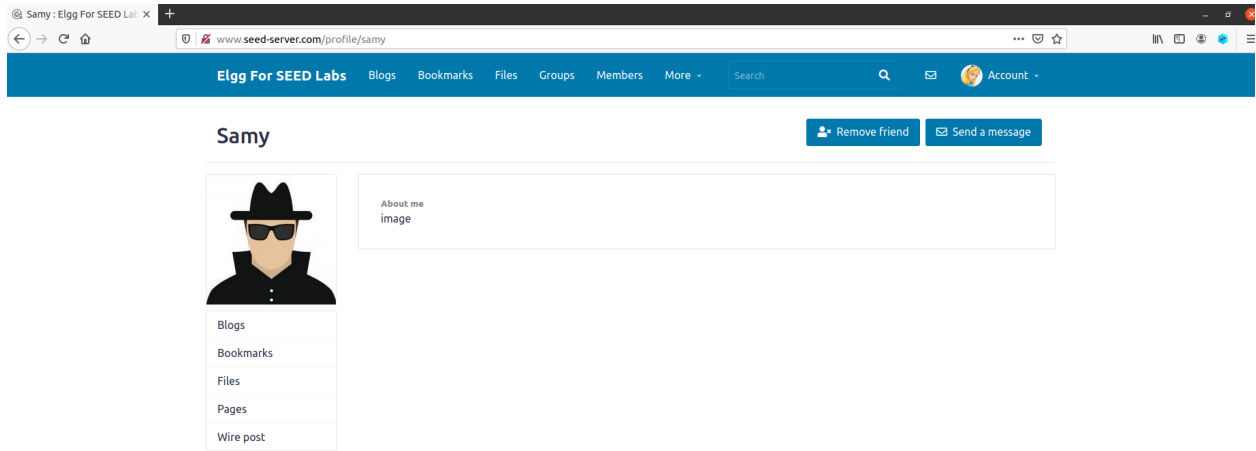 Samy : Elgg For SEED Lab
www.seed-server.com/profile/samy
Elgg For SEED Labs Blogs Bookmarks Files Groups Members More Search Account
Samy
Remove friend Send a message
About me
image
Blogs
Bookmarks
Files
Pages
Wire post